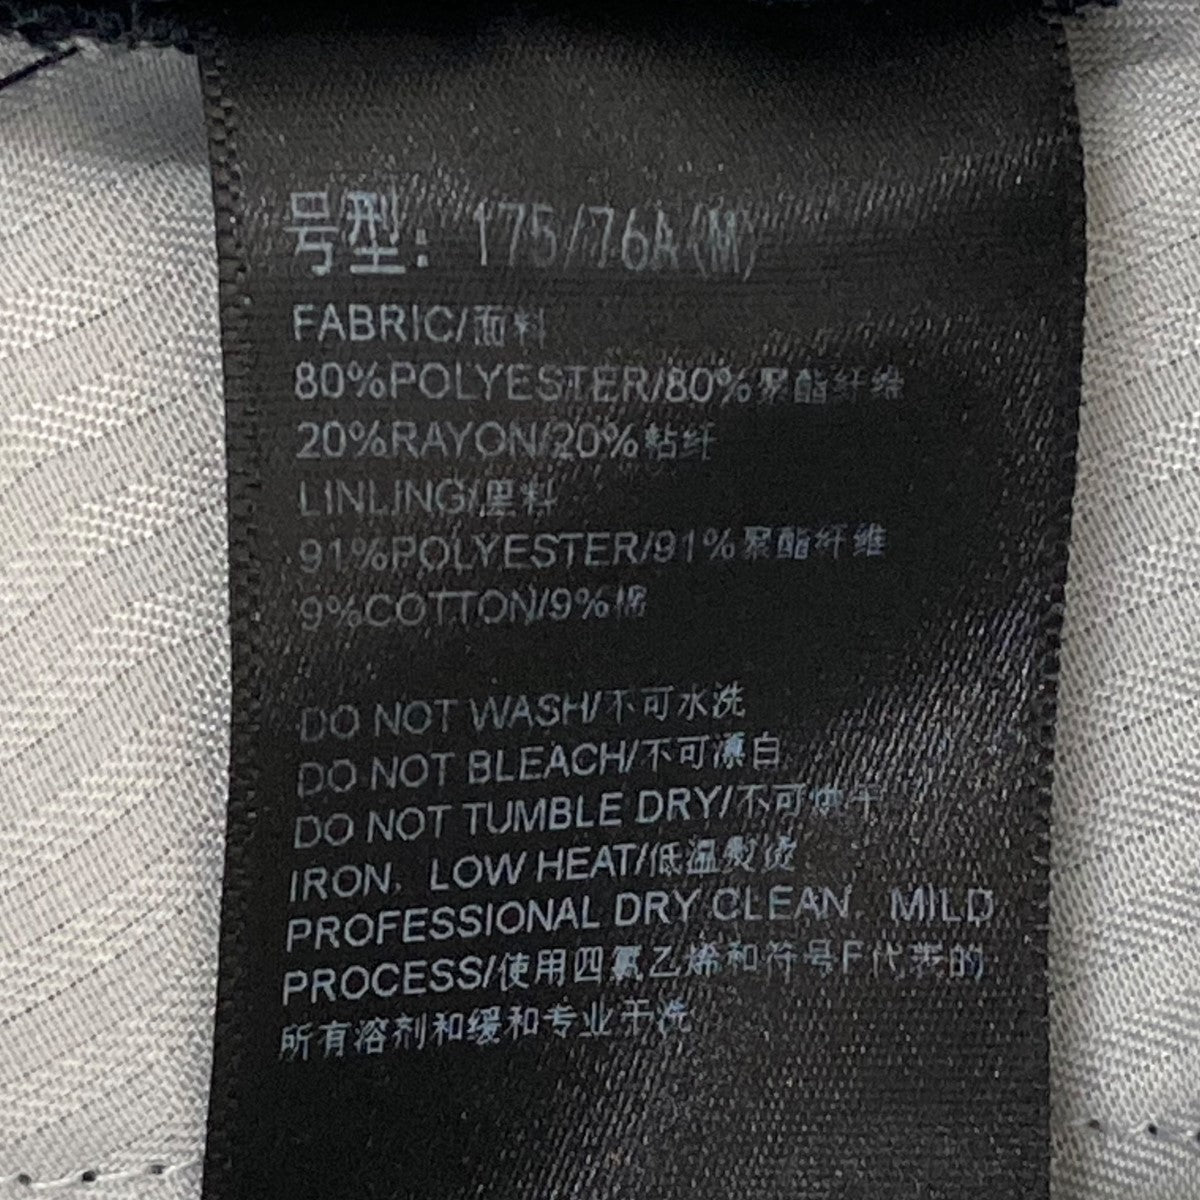 号型：175/76A(M)
FABRIC/面料
80%POLYESTER/80%聚酯纤维
20%RAYON/20%粘纤
LINLING/里料
91%POLYESTER/91%聚酯纤维
9%COTTON/9%棉
DO NOT WASH/不可水洗
DO NOT BLEACH/不可漂白
DO NOT TUMBLE DRY/不可烘干
IRON，LOW HEAT/低温熨烫
PROFESSIONAL DRY CLEAN，MILD
PROCESS/使用四氯乙烯和符号F代表的
所有溶剂和缓和专业干洗